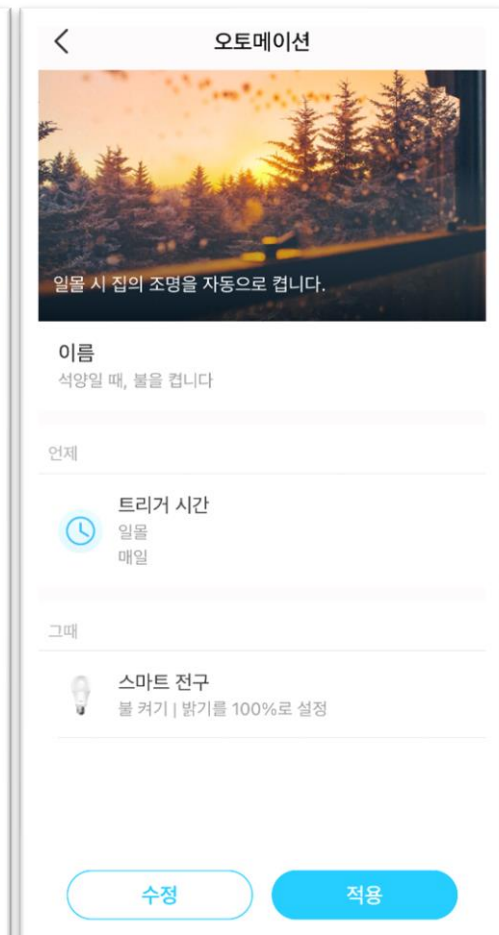 오토메이션
일몰 시 집의 조명을 자동으로 켭니다.
이름
석양일 때, 불을 켭니다
언제
트리거 시간
일몰
매일
그때
스마트 전구
불 켜기 | 밝기를 100%로 설정
수정
적용